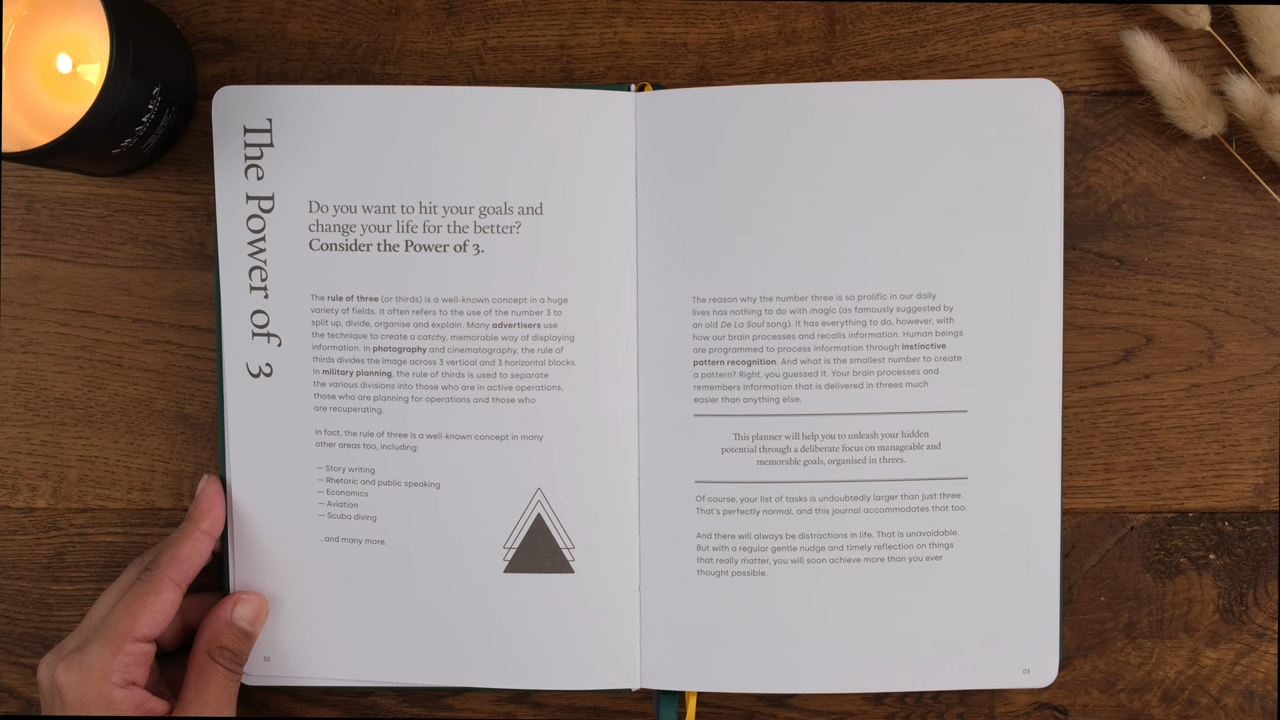 The Power of 3
Do you want to hit your goals and
change your life for the better?
Consider the Power of 3.
The rule of three (or thirds) is a well-known concept in a huge
variety of fields. It often refers to the use of the number 3 to
split up, divide, organise and explain. Many advertisers use
the technique to create a catchy, memorable way of displaying
information. In photography and cinematography, the rule of
thirds divides the image across 3 vertical and 3 horizontal blocks.
In military planning, the rule of thirds is used to separate
the various divisions into those who are in active operations,
those who are planning for operations and those who
are recuperating.
In fact, the rule of three is a well-known concept in many
other areas too, including:
— Story writing
— Rhetoric and public speaking
— Economics
— Aviation
— Scuba diving
...and many more.
02
The reason why the number three is so prolific in our daily
lives has nothing to do with magic (as famously suggested by
an old De La Soul song). It has everything to do, however, with
how our brain processes and recalls information. Human beings
are programmed to process information through instinctive
pattern recognition. And what is the smallest number to create
a pattern? Right, you guessed it. Your brain processes and
remembers information that is delivered in threes much
easier than anything else.
This planner will help you to unleash your hidden
potential through a deliberate focus on manageable and
memorable goals, organised in threes.
Of course, your list of tasks is undoubtedly larger than just three.
That's perfectly normal, and this journal accommodates that too.
And there will always be distractions in life. That is unavoidable.
But with a regular gentle nudge and timely reflection on things
that really matter, you will soon achieve more than you ever
thought possible.
03